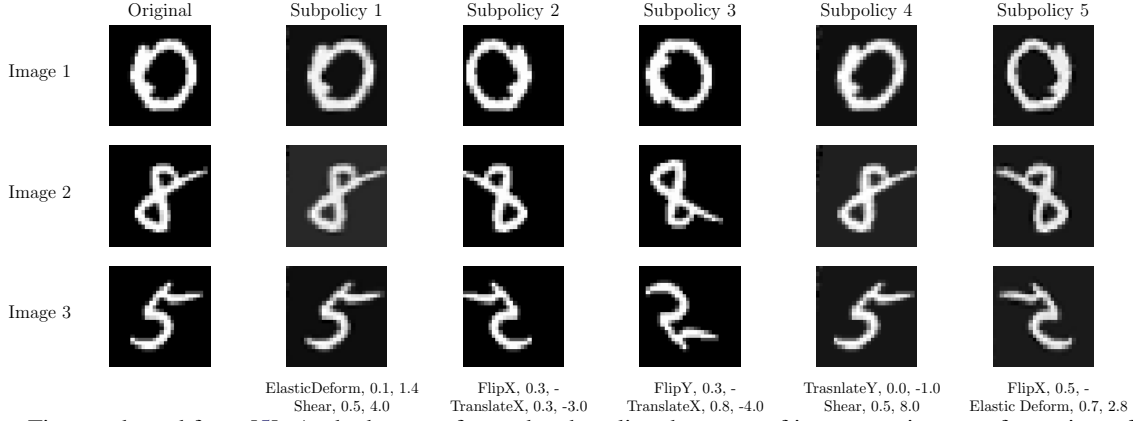 Original Subpolicy 1 Subpolicy 2 Subpolicy 3 Subpolicy 4 Subpolicy 5
Image 1
Image 2
Image 3
ElasticDeform, 0.1, 1.4 FlipX, 0.3, - FlipY, 0.3, - TrasnlateY, 0.0, -1.0 FlipX, 0.5, -
Shear, 0.5, 4.0 TranslateX, 0.3, -3.0 TranslateX, 0.8, -4.0 Shear, 0.5, 8.0 Elastic Deform, 0.7, 2.8